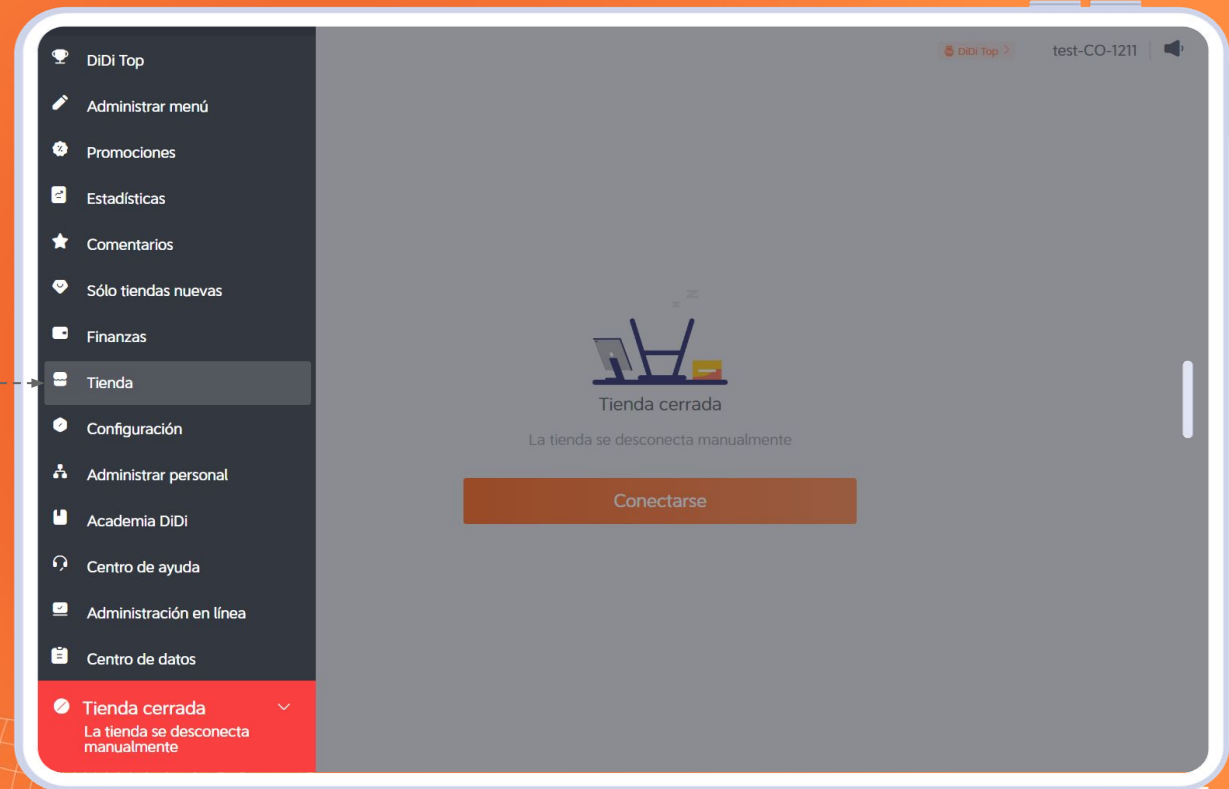 DiDi Top
Administrar menú
Promociones
Estadísticas
Comentarios
Sólo tiendas nuevas
Finanzas
Tienda
Configuración
Administrar personal
Academia DiDi
Centro de ayuda
Administración en línea
Centro de datos
Tienda cerrada
La tienda se desconecta
manualmente
DiDi Top >
test-CO-1211
z z
Tienda cerrada
La tienda se desconecta manualmente
Conectarse